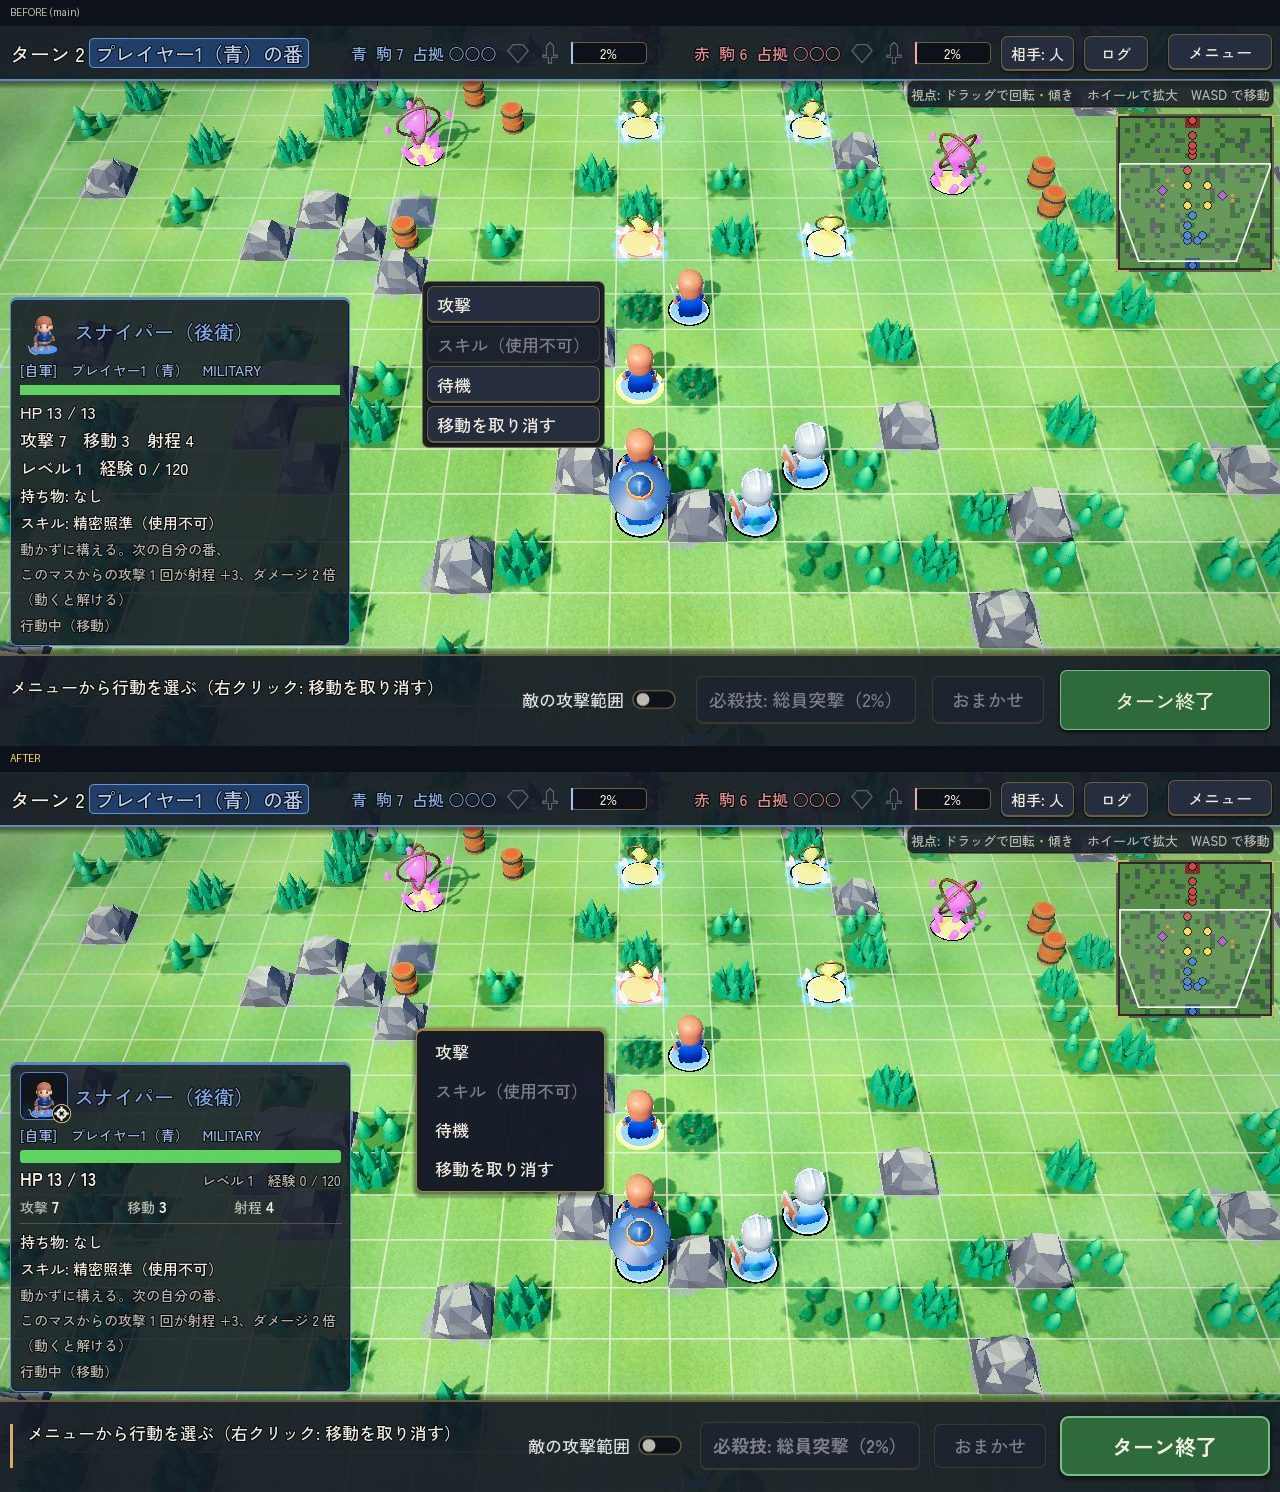 BEFORE (main)
ターン 2 プレイヤー1（青）の番 青 駒 7 占拠 〇〇〇 2% 赤 駒 6 占拠 〇〇〇 2% 相手: 人 ログ メニュー
視点: ドラッグで回転・傾き ホイールで拡大 WASD で移動
攻撃
スキル（使用不可）
待機
移動を取り消す
スナイパー（後衛）
[自軍] プレイヤー1（青） MILITARY
HP 13 / 13
攻撃 7 移動 3 射程 4
レベル 1 経験 0 / 120
持ち物: なし
スキル: 精密照準（使用不可）
動かずに構える。次の自分の番、
このマスからの攻撃 1 回が射程 +3、ダメージ 2 倍
（動くと解ける）
行動中（移動）
メニューから行動を選ぶ（右クリック: 移動を取り消す）
敵の攻撃範囲 必殺技: 総員突撃（2%） おまかせ ターン終了
AFTER
ターン 2 プレイヤー1（青）の番 青 駒 7 占拠 〇〇〇 2% 赤 駒 6 占拠 〇〇〇 2% 相手: 人 ログ メニュー
視点: ドラッグで回転・傾き ホイールで拡大 WASD で移動
攻撃
スキル（使用不可）
待機
移動を取り消す
スナイパー（後衛）
[自軍] プレイヤー1（青） MILITARY
HP 13 / 13 レベル 1 経験 0 / 120
攻撃 7 移動 3 射程 4
持ち物: なし
スキル: 精密照準（使用不可）
動かずに構える。次の自分の番、
このマスからの攻撃 1 回が射程 +3、ダメージ 2 倍
（動くと解ける）
行動中（移動）
メニューから行動を選ぶ（右クリック: 移動を取り消す）
敵の攻撃範囲 必殺技: 総員突撃（2%） おまかせ ターン終了